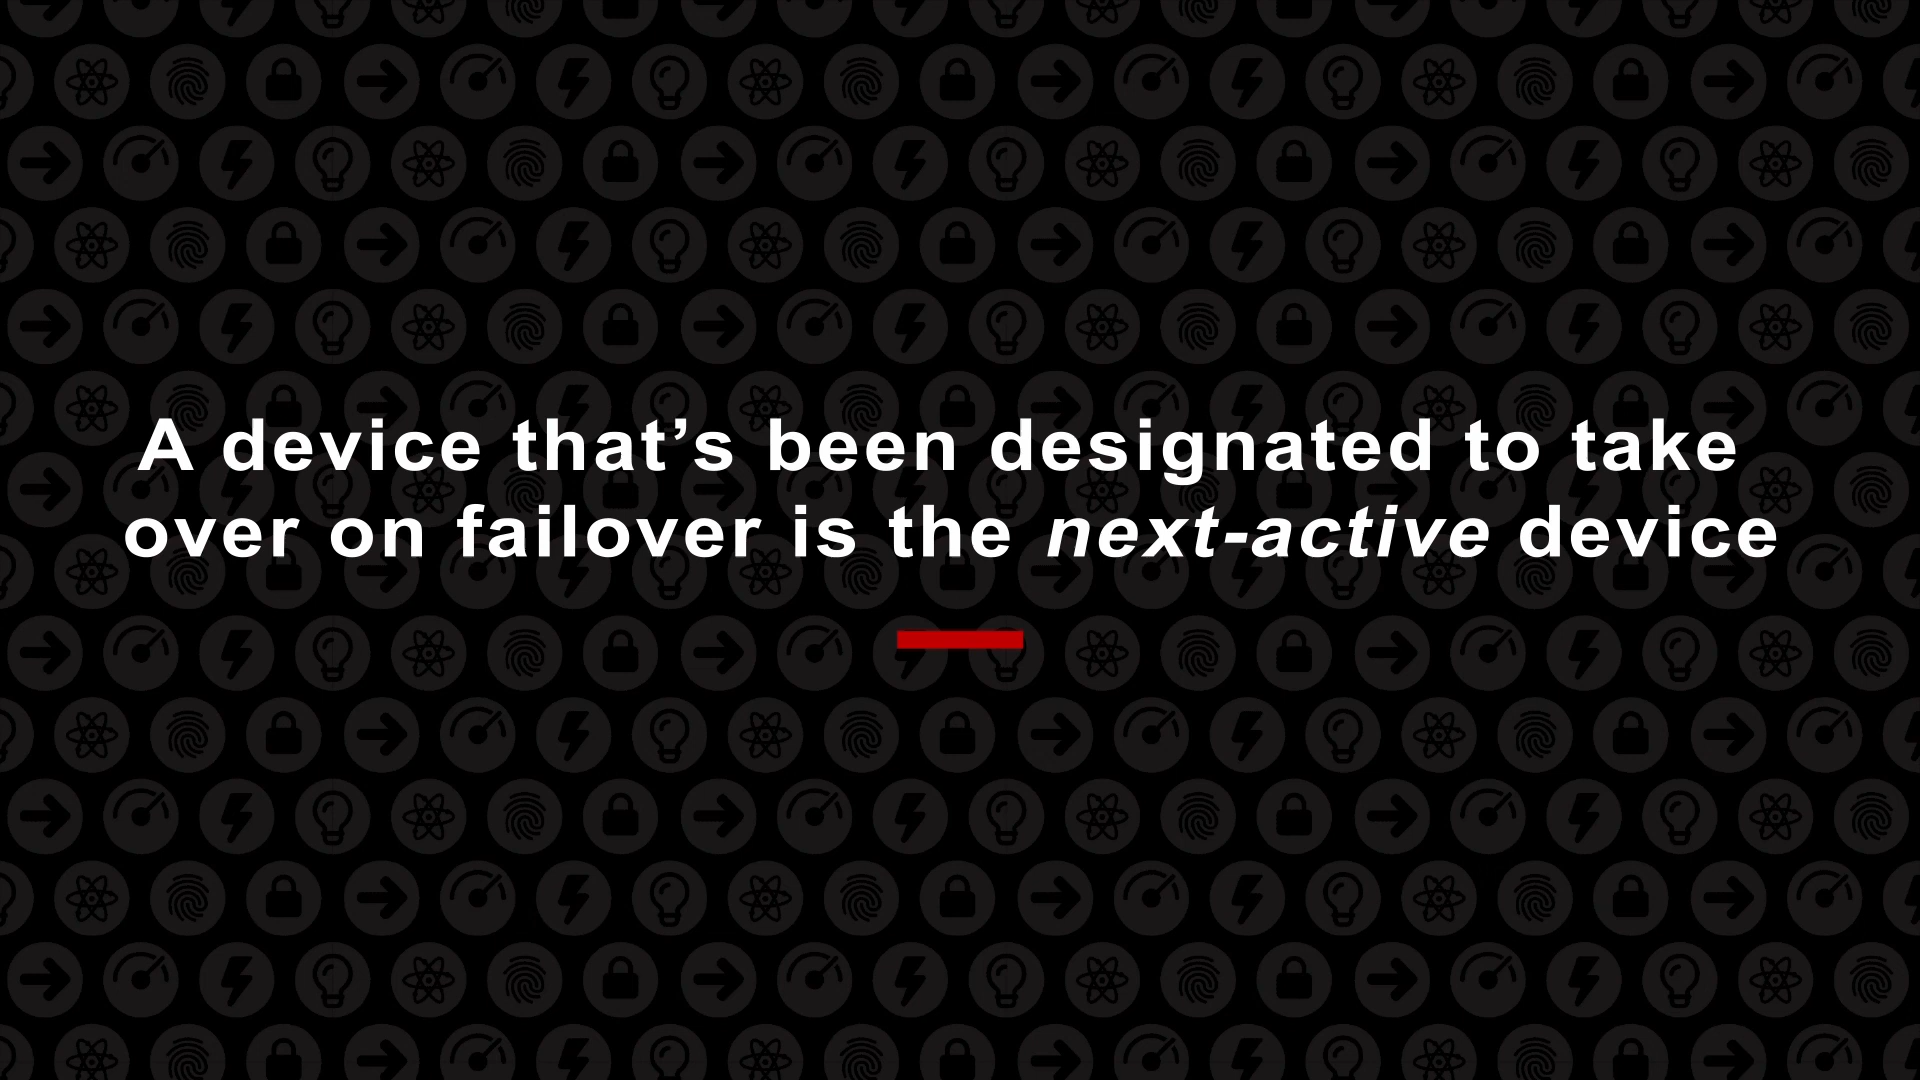 A device that’s been designated to take
over on failover is the next-active device